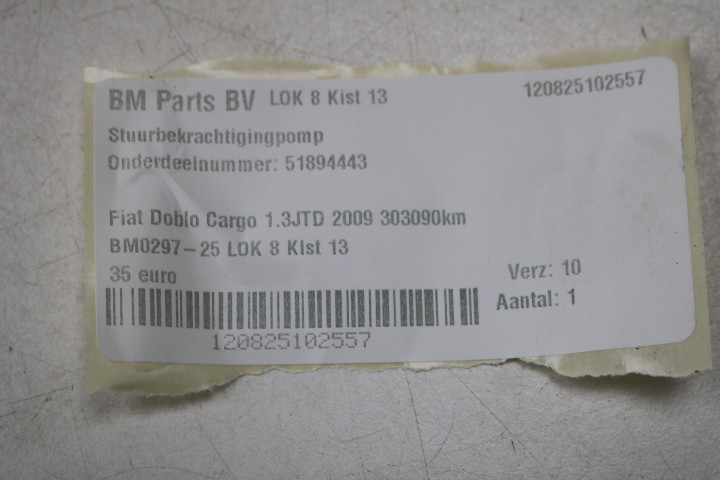 BM Parts BV LOK 8 Kist 13 120825102557
Stuurbekrachtigingpomp
Onderdeelnummer: 51894443
Fiat Doblo Cargo 1.3JTD 2009 303090km
BM0297-25 LOK 8 Kist 13
35 euro Verz: 10
Aantal: 1
120825102557